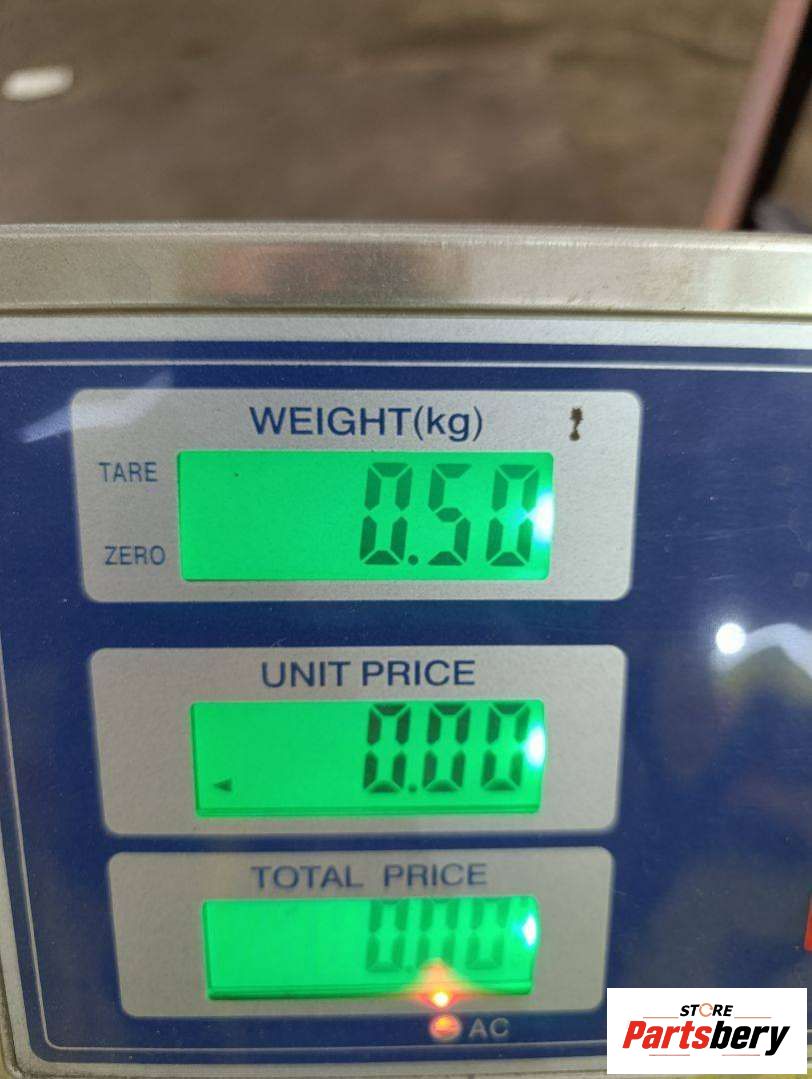 WEIGHT(kg)
TARE
0.50
ZERO
UNIT PRICE
0.00
TOTAL PRICE
0.00
AC
STORE
Partsbery